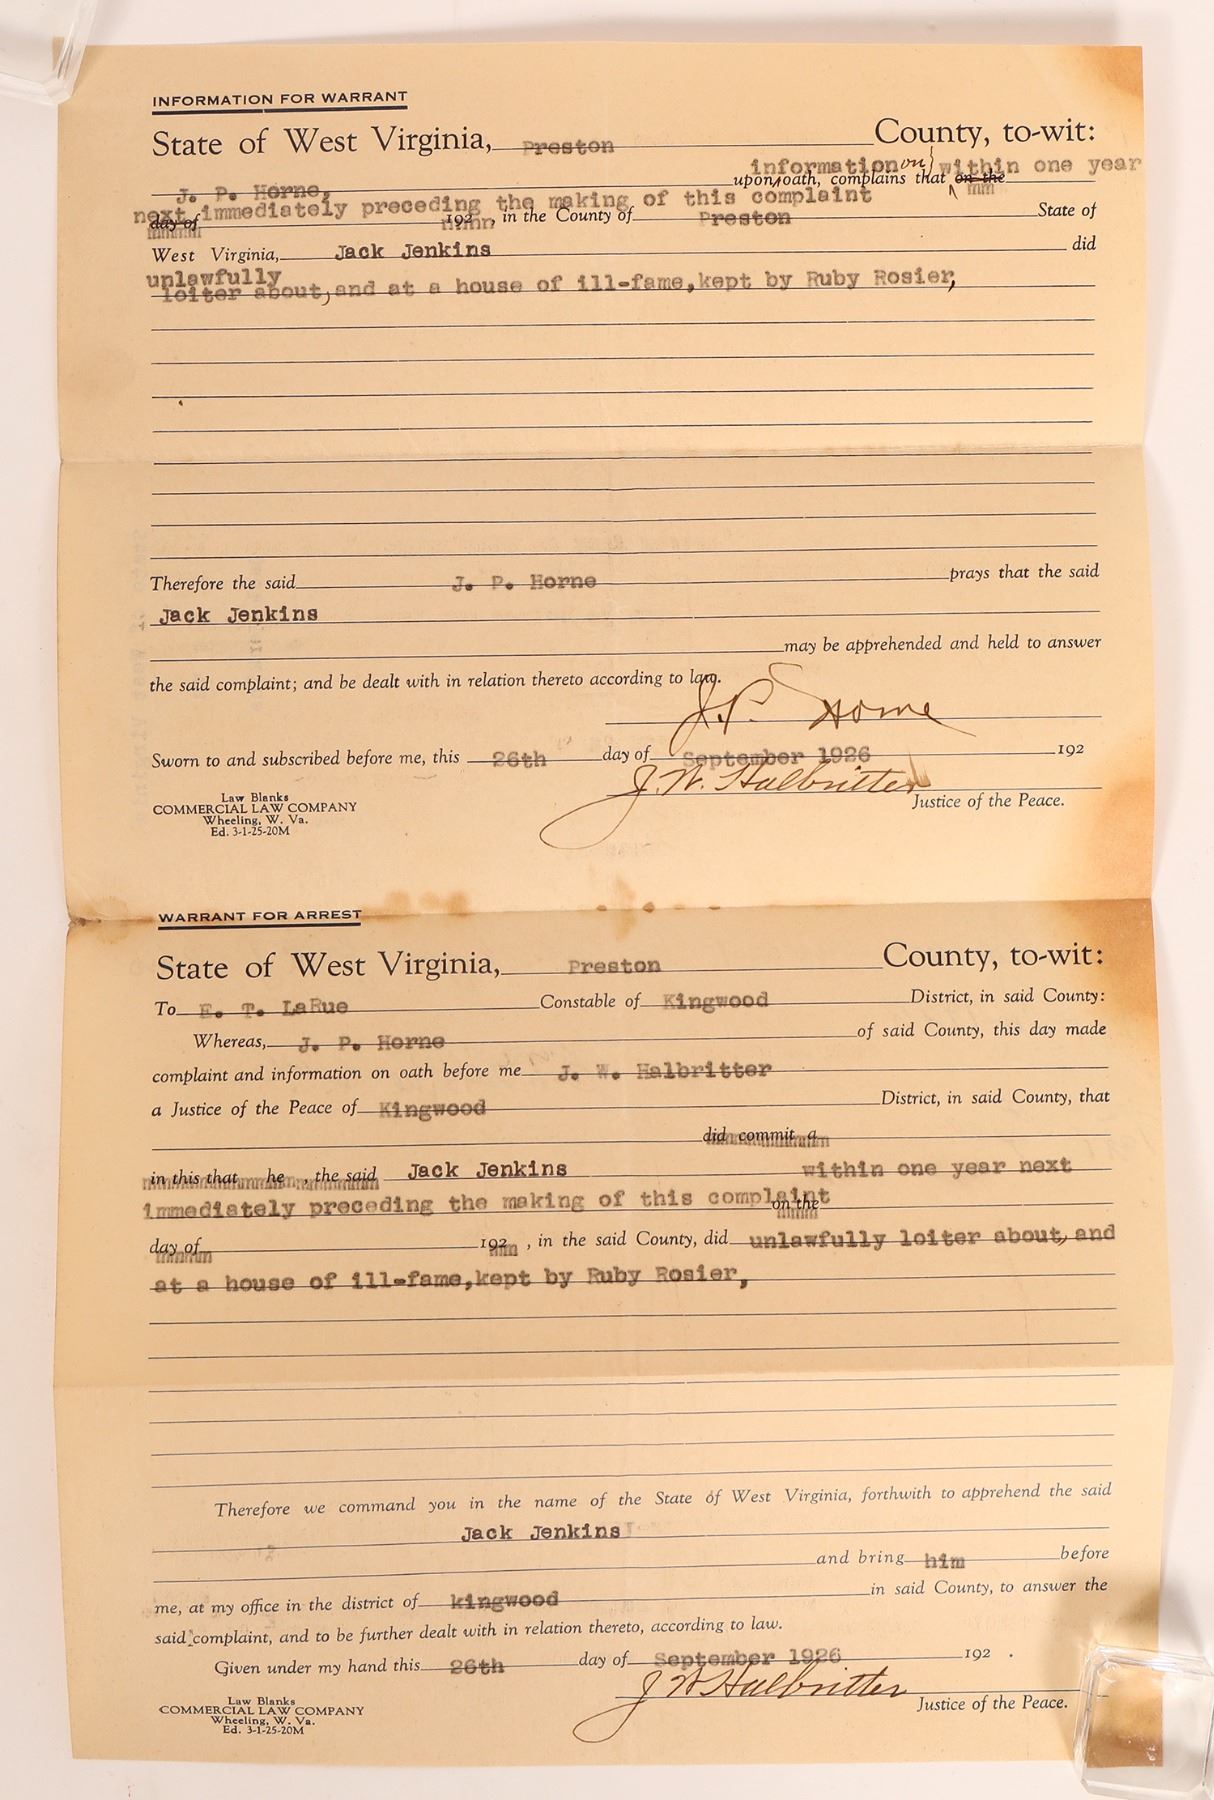 INFORMATION FOR WARRANT
State of West Virginia, Preston County, to-wit:
information on within one year
J. P. Horne, upon oath, complains that on the
next immediately preceding the making of this complaint
day of 192 , in the County of Preston State of
West Virginia, Jack Jenkins did
unlawfully
loiter about, and at a house of ill-fame, kept by Ruby Rosier,
Therefore the said J. P. Horne prays that the said
Jack Jenkins
may be apprehended and held to answer
the said complaint; and be dealt with in relation thereto according to law.
J. P. Horne
Sworn to and subscribed before me, this 26th day of September 1926 192
J. W. Halbritter
Justice of the Peace.
Law Blanks
COMMERCIAL LAW COMPANY
Wheeling, W. Va.
Ed. 3-1-25-20M
WARRANT FOR ARREST
State of West Virginia, Preston County, to-wit:
To E. T. LaRue Constable of Kingwood District, in said County:
Whereas, J. P. Horne of said County, this day made
complaint and information on oath before me J. W. Halbritter
a Justice of the Peace of Kingwood District, in said County, that
did commit a
in this that he , the said Jack Jenkins within one year next
immediately preceding the making of this complaint
on the
day of 192 , in the said County, did unlawfully loiter about, and
at a house of ill-fame, kept by Ruby Rosier,
Therefore we command you in the name of the State of West Virginia, forthwith to apprehend the said
Jack Jenkins
and bring him before
me, at my office in the district of kingwood in said County, to answer the
said complaint, and to be further dealt with in relation thereto, according to law.
Given under my hand this 26th day of September 1926 192 .
J W Halbritter
Justice of the Peace.
Law Blanks
COMMERCIAL LAW COMPANY
Wheeling, W. Va.
Ed. 3-1-25-20M